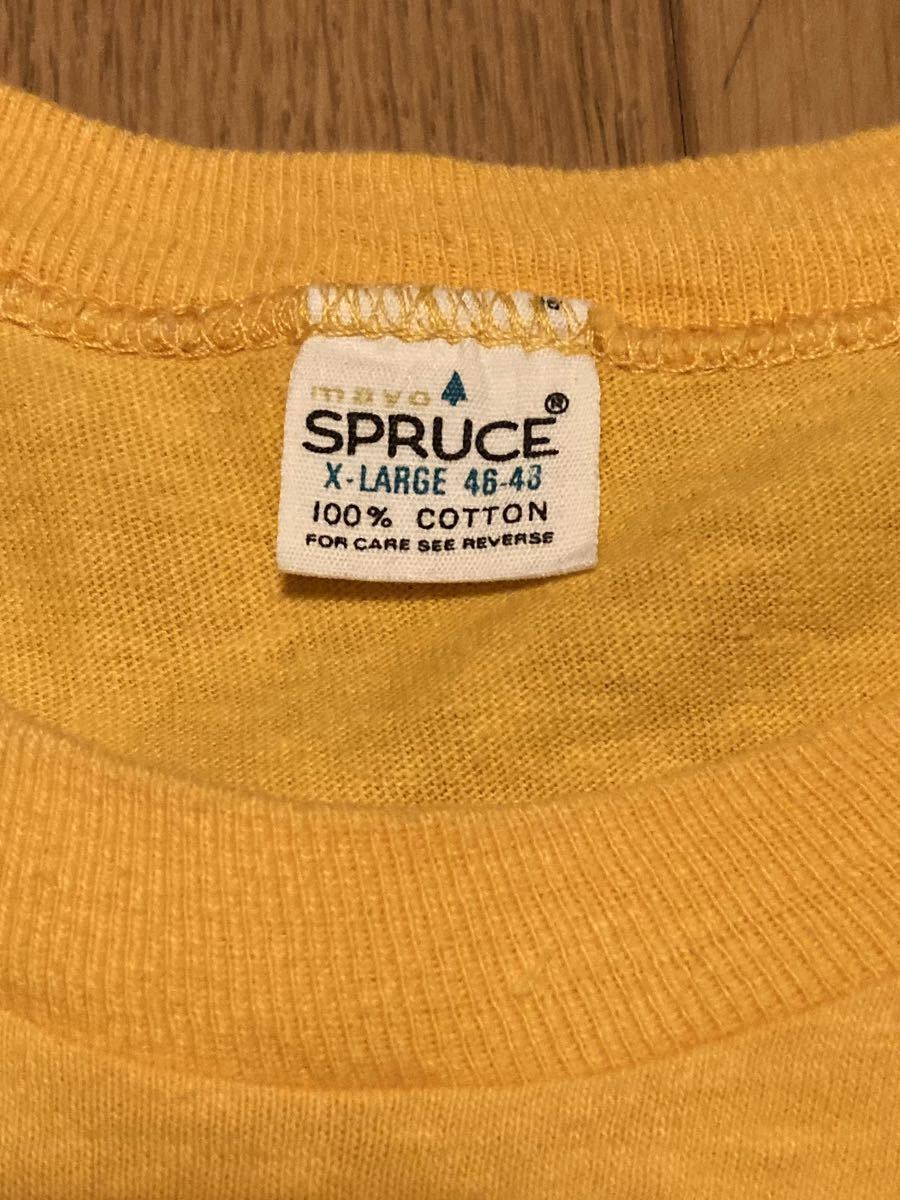 mayo
SPRUCE®
X-LARGE 46-48
100% COTTON
FOR CARE SEE REVERSE